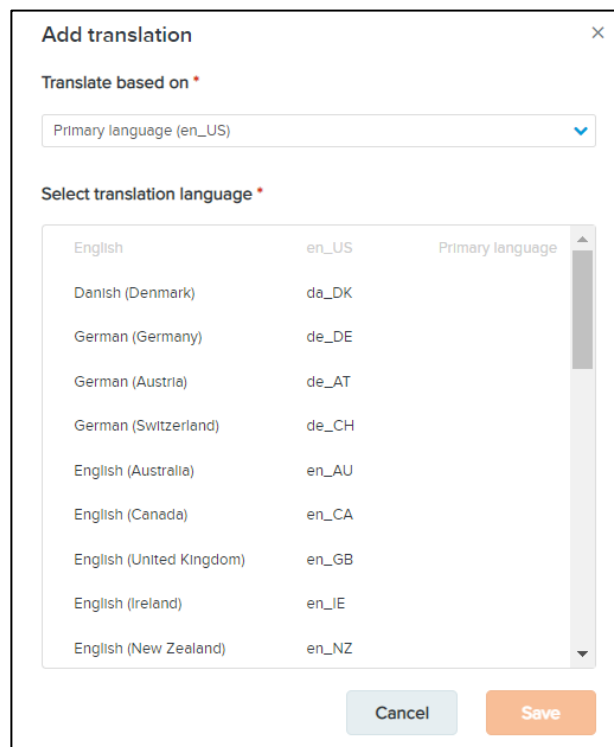 Add translation ×
Translate based on *
Primary language (en_US)
Select translation language *
English en_US Primary language
Danish (Denmark) da_DK
German (Germany) de_DE
German (Austria) de_AT
German (Switzerland) de_CH
English (Australia) en_AU
English (Canada) en_CA
English (United Kingdom) en_GB
English (Ireland) en_IE
English (New Zealand) en_NZ
Cancel Save